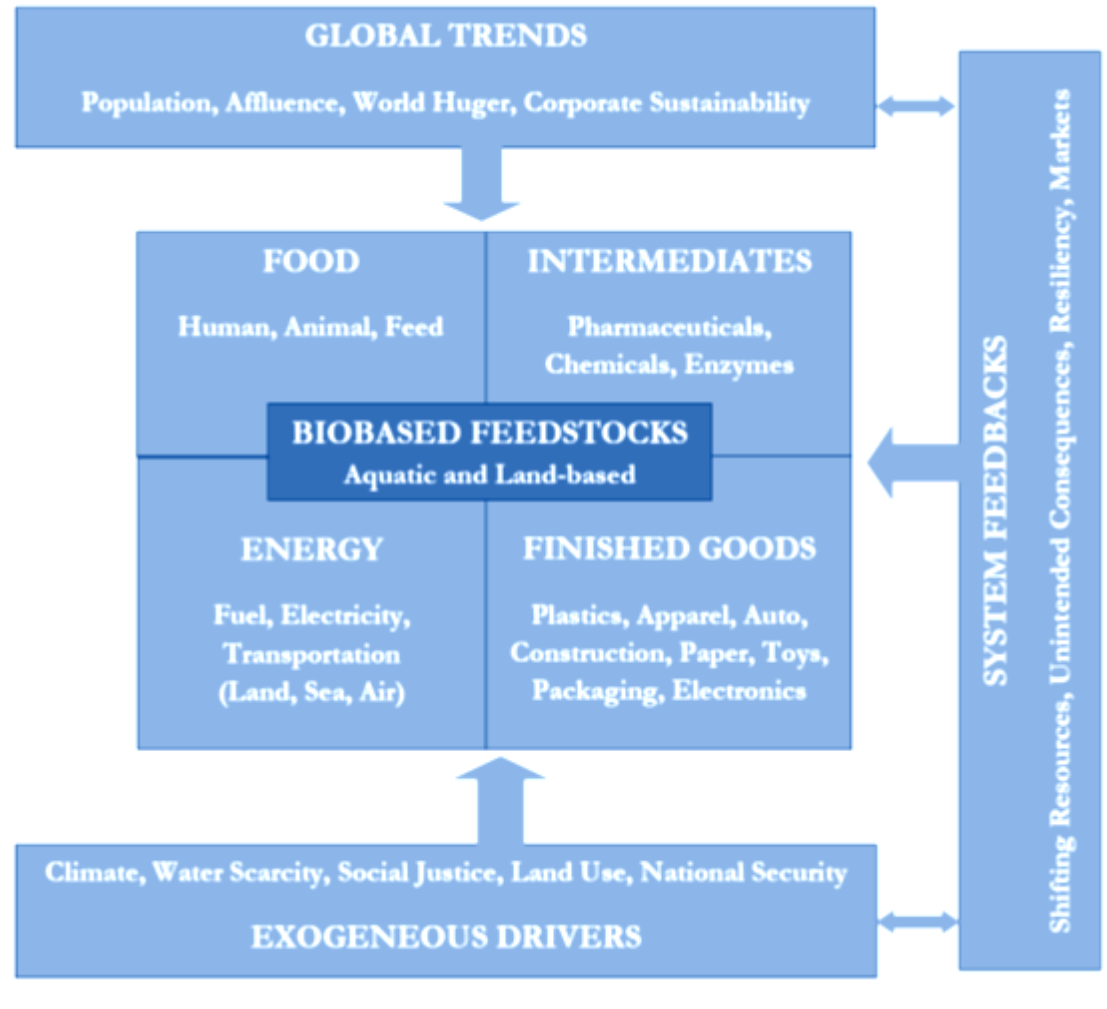 GLOBAL TRENDS
Population, Affluence, World Huger, Corporate Sustainability
FOOD
Human, Animal, Feed
INTERMEDIATES
Pharmaceuticals,
Chemicals, Enzymes
BIOBASED FEEDSTOCKS
Aquatic and Land-based
ENERGY
Fuel, Electricity,
Transportation
(Land, Sea, Air)
FINISHED GOODS
Plastics, Apparel, Auto,
Construction, Paper, Toys,
Packaging, Electronics
Climate, Water Scarcity, Social Justice, Land Use, National Security
EXOGENEOUS DRIVERS
SYSTEM FEEDBACKS
Shifting Resources, Unintended Consequences, Resiliency, Markets